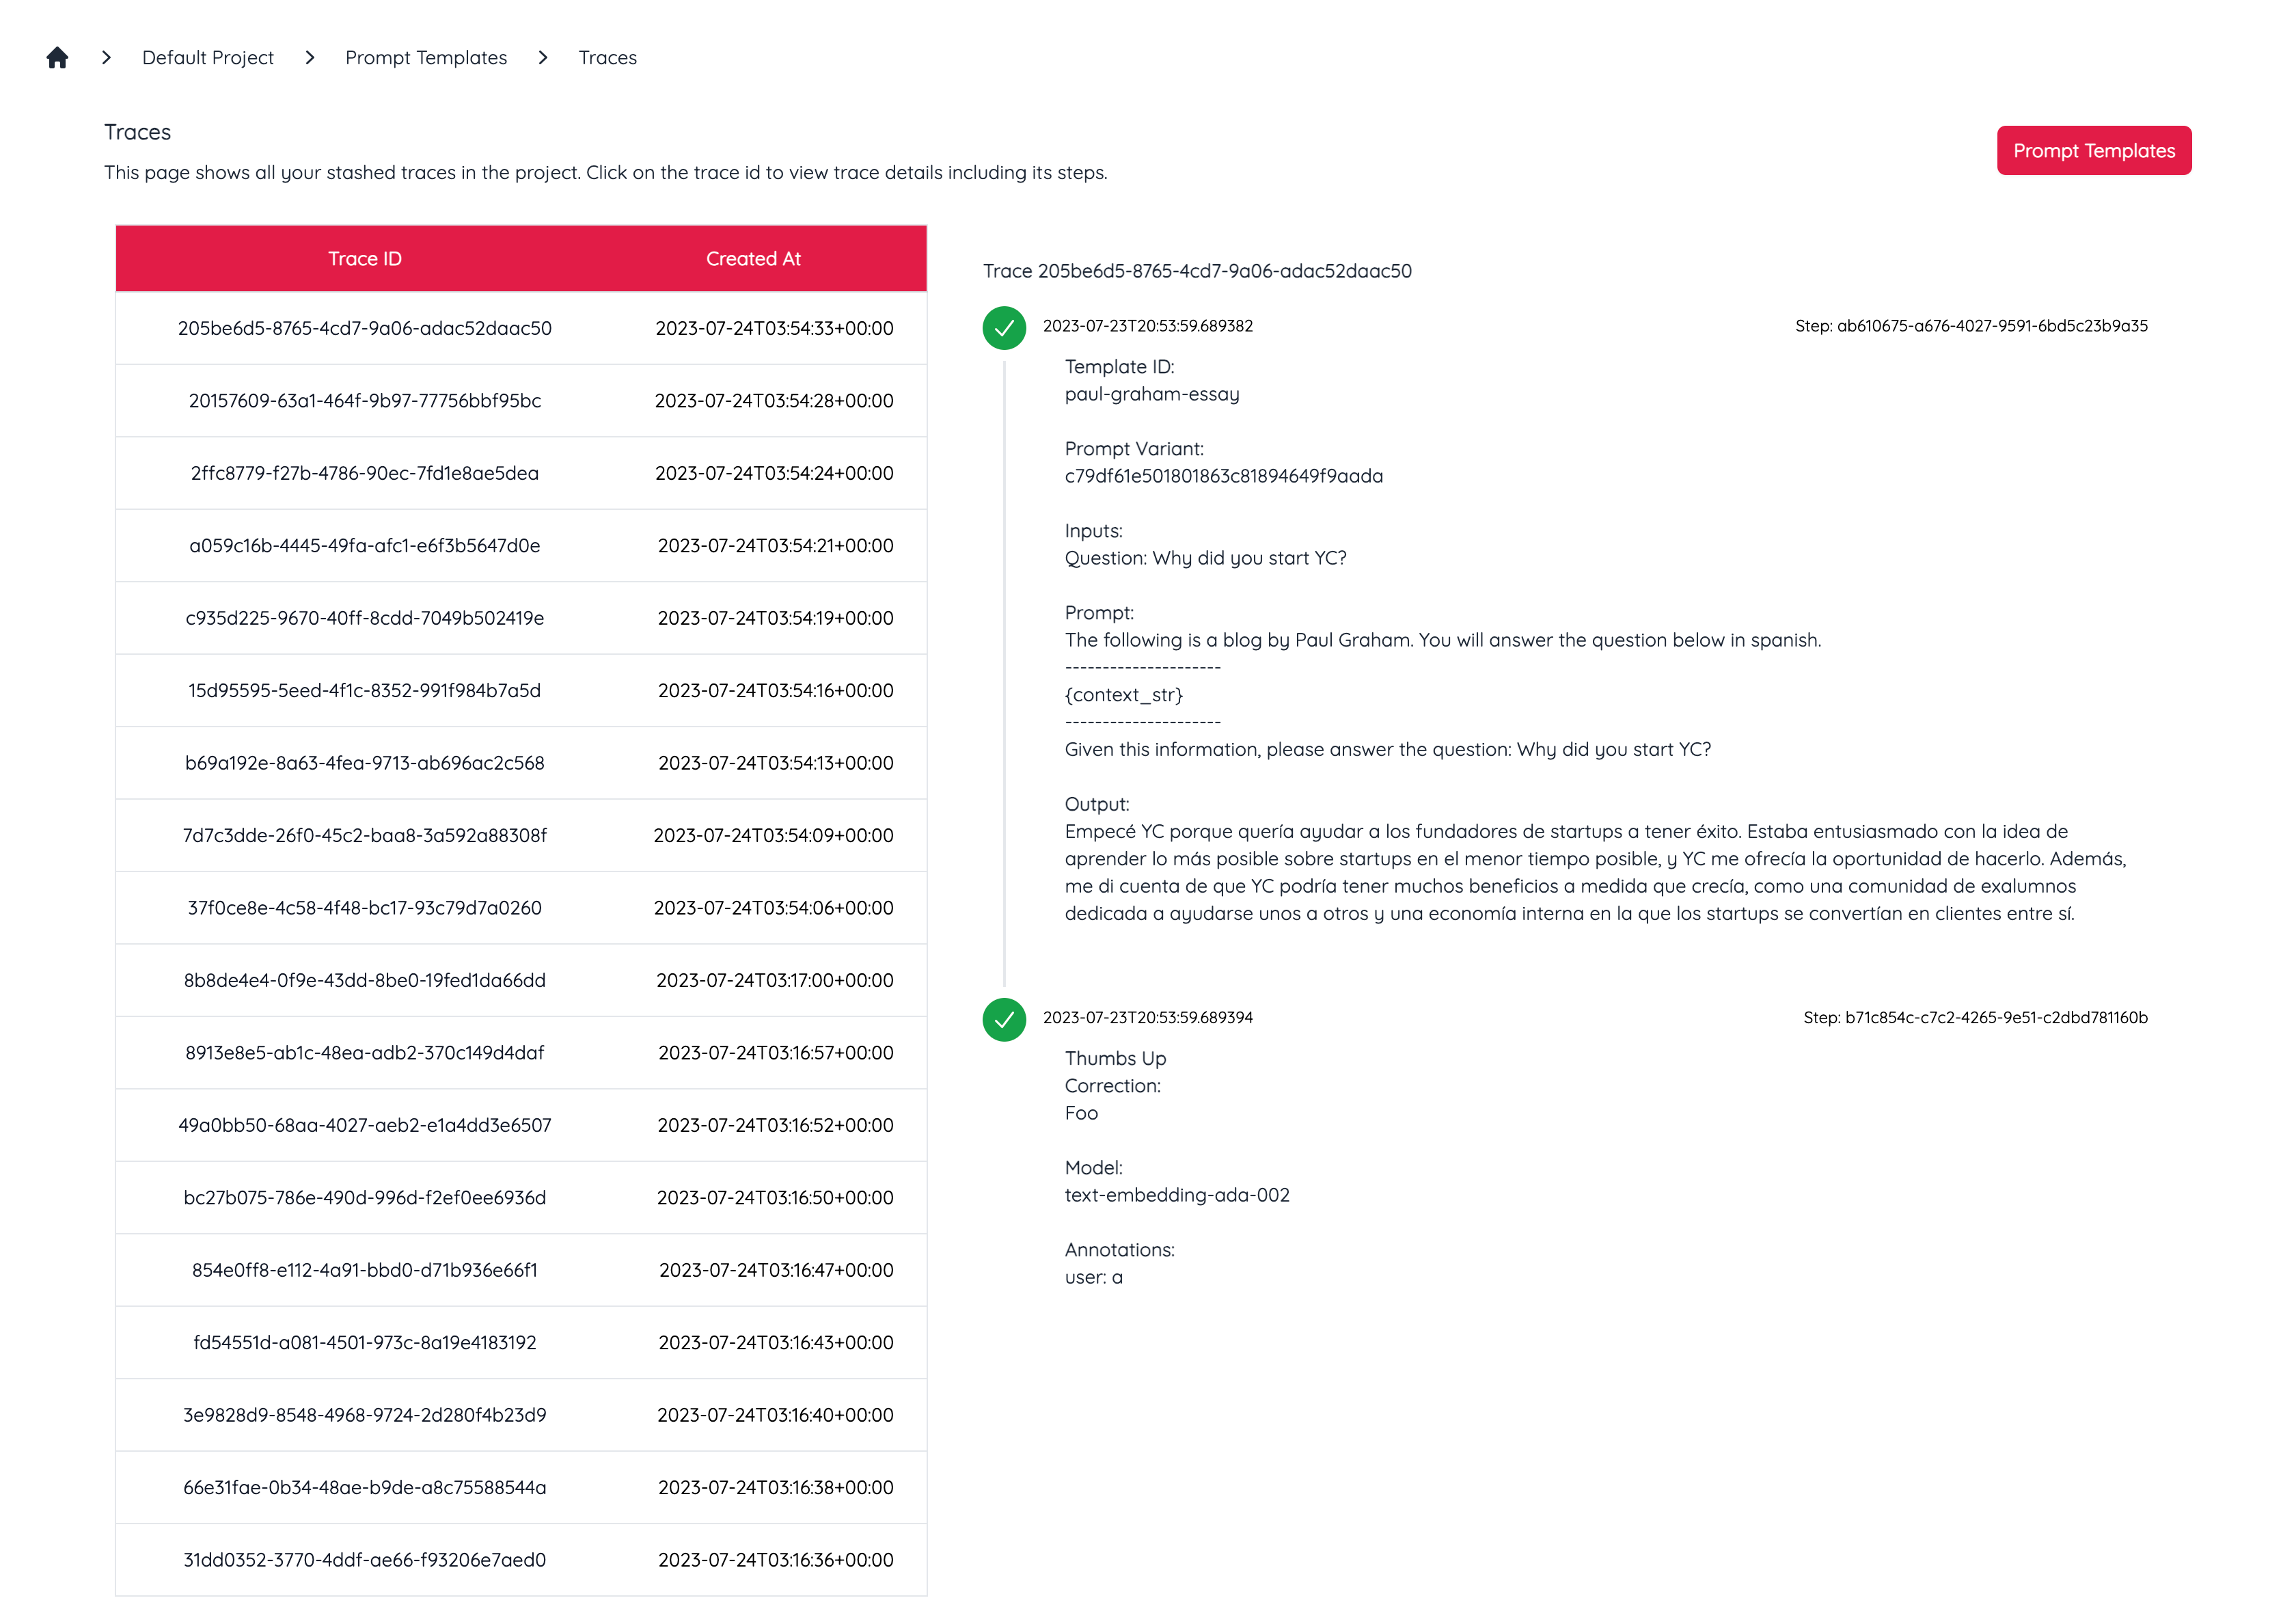 Default Project
Prompt Templates
Traces
Traces
This page shows all your stashed traces in the project. Click on the trace id to view trace details including its steps.
Prompt Templates
Trace ID Created At
205be6d5-8765-4cd7-9a06-adac52daac50 2023-07-24T03:54:33+00:00
20157609-63a1-464f-9b97-77756bbf95bc 2023-07-24T03:54:28+00:00
2ffc8779-f27b-4786-90ec-7fd1e8ae5dea 2023-07-24T03:54:24+00:00
a059c16b-4445-49fa-afc1-e6f3b5647d0e 2023-07-24T03:54:21+00:00
c935d225-9670-40ff-8cdd-7049b502419e 2023-07-24T03:54:19+00:00
15d95595-5eed-4f1c-8352-991f984b7a5d 2023-07-24T03:54:16+00:00
b69a192e-8a63-4fea-9713-ab696ac2c568 2023-07-24T03:54:13+00:00
7d7c3dde-26f0-45c2-baa8-3a592a88308f 2023-07-24T03:54:09+00:00
37f0ce8e-4c58-4f48-bc17-93c79d7a0260 2023-07-24T03:54:06+00:00
8b8de4e4-0f9e-43dd-8be0-19fed1da66dd 2023-07-24T03:17:00+00:00
8913e8e5-ab1c-48ea-adb2-370c149d4daf 2023-07-24T03:16:57+00:00
49a0bb50-68aa-4027-aeb2-e1a4dd3e6507 2023-07-24T03:16:52+00:00
bc27b075-786e-490d-996d-f2ef0ee6936d 2023-07-24T03:16:50+00:00
854e0ff8-e112-4a91-bbd0-d71b936e66f1 2023-07-24T03:16:47+00:00
fd54551d-a081-4501-973c-8a19e4183192 2023-07-24T03:16:43+00:00
3e9828d9-8548-4968-9724-2d280f4b23d9 2023-07-24T03:16:40+00:00
66e31fae-0b34-48ae-b9de-a8c75588544a 2023-07-24T03:16:38+00:00
31dd0352-3770-4ddf-ae66-f93206e7aed0 2023-07-24T03:16:36+00:00
Trace 205be6d5-8765-4cd7-9a06-adac52daac50
2023-07-23T20:53:59.689382 Step: ab610675-a676-4027-9591-6bd5c23b9a35
Template ID:
paul-graham-essay
Prompt Variant:
c79df61e501801863c81894649f9aada
Inputs:
Question: Why did you start YC?
Prompt:
The following is a blog by Paul Graham. You will answer the question below in spanish.
---------------------
{context_str}
---------------------
Given this information, please answer the question: Why did you start YC?
Output:
Empecé YC porque quería ayudar a los fundadores de startups a tener éxito. Estaba entusiasmado con la idea de
aprender lo más posible sobre startups en el menor tiempo posible, y YC me ofrecía la oportunidad de hacerlo. Además,
me di cuenta de que YC podría tener muchos beneficios a medida que crecía, como una comunidad de exalumnos
dedicada a ayudarse unos a otros y una economía interna en la que los startups se convertían en clientes entre sí.
2023-07-23T20:53:59.689394 Step: b71c854c-c7c2-4265-9e51-c2dbd781160b
Thumbs Up
Correction:
Foo
Model:
text-embedding-ada-002
Annotations:
user: a